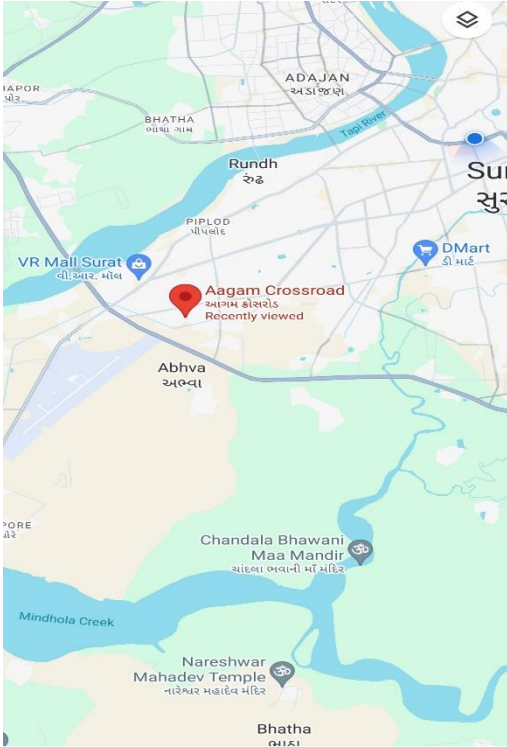 ADAJAN
અડાજણ
BHATHA
ભાથા ગામ
Tapi River
Rundh
રુંઢ
PIPLOD
પીપલોદ
VR Mall Surat
વી.આર. મૉલ
DMart
ડી માર્ટ
Aagam Crossroad
આગમ ક્રોસરોડ
Recently viewed
Abhva
અભ્વા
Chandala Bhawani
Maa Mandir
ચાંદલા ભવાની માઁ મંદિર
Mindhola Creek
Nareshwar
Mahadev Temple
નારેશ્વર મહાદેવ મંદિર
Bhatha